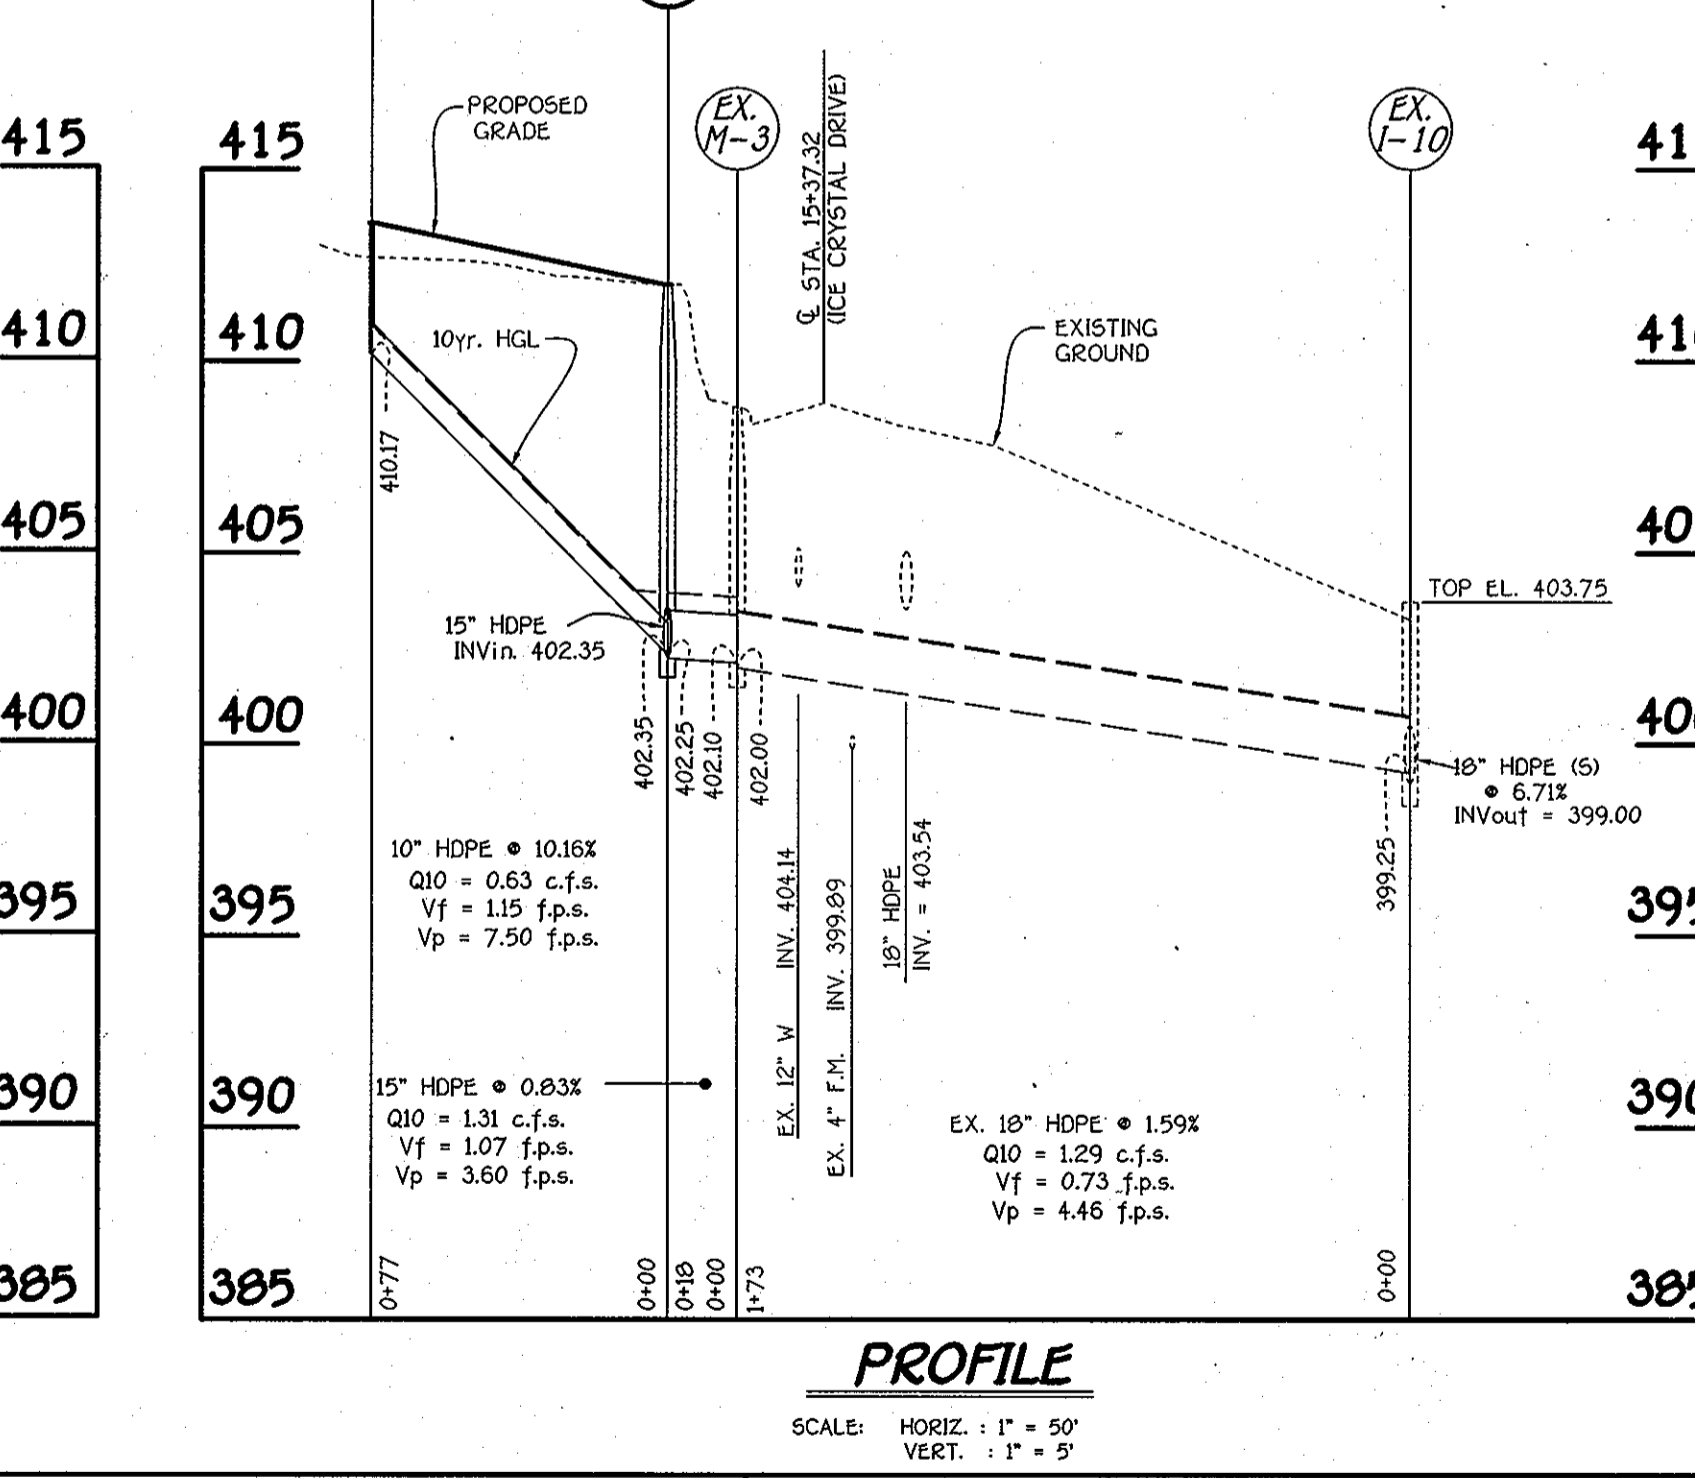 415
410
405
400
395
390
385
415
410
405
400
395
390
385
PROPOSED
GRADE
10yr. HGL
410.17
15" HDPE
INVin. 402.35
402.35
402.25
402.10
402.00
10" HDPE @ 10.16%
Q10 = 0.63 c.f.s.
Vf = 1.15 f.p.s.
Vp = 7.50 f.p.s.
15" HDPE @ 0.83%
Q10 = 1.31 c.f.s.
Vf = 1.07 f.p.s.
Vp = 3.60 f.p.s.
EX.
M-3
℄ STA. 15+37.32
(ICE CRYSTAL DRIVE)
EXISTING
GROUND
EX. 12" W INV. 404.14
EX. 4" F.M. INV. 399.89
18" HDPE
INV. = 403.54
EX. 18" HDPE @ 1.59%
Q10 = 1.29 c.f.s.
Vf = 0.73 f.p.s.
Vp = 4.46 f.p.s.
EX.
I-10
TOP EL. 403.75
18" HDPE (S)
@ 6.71%
INVout = 399.00
399.25
0+77
0+00
0+18
0+00
1+73
0+00
41
41
40
40
395
390
385
PROFILE
SCALE: HORIZ. : 1" = 50'
VERT. : 1" = 5'